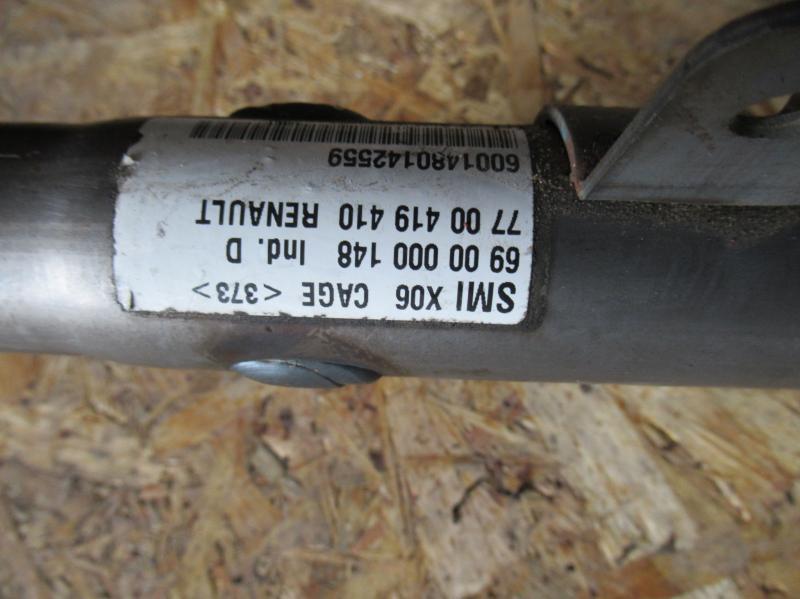 SMI X06 CAGE <373>
69 00 000 148 Ind. D
77 00 419 410 RENAULT
6001480142559